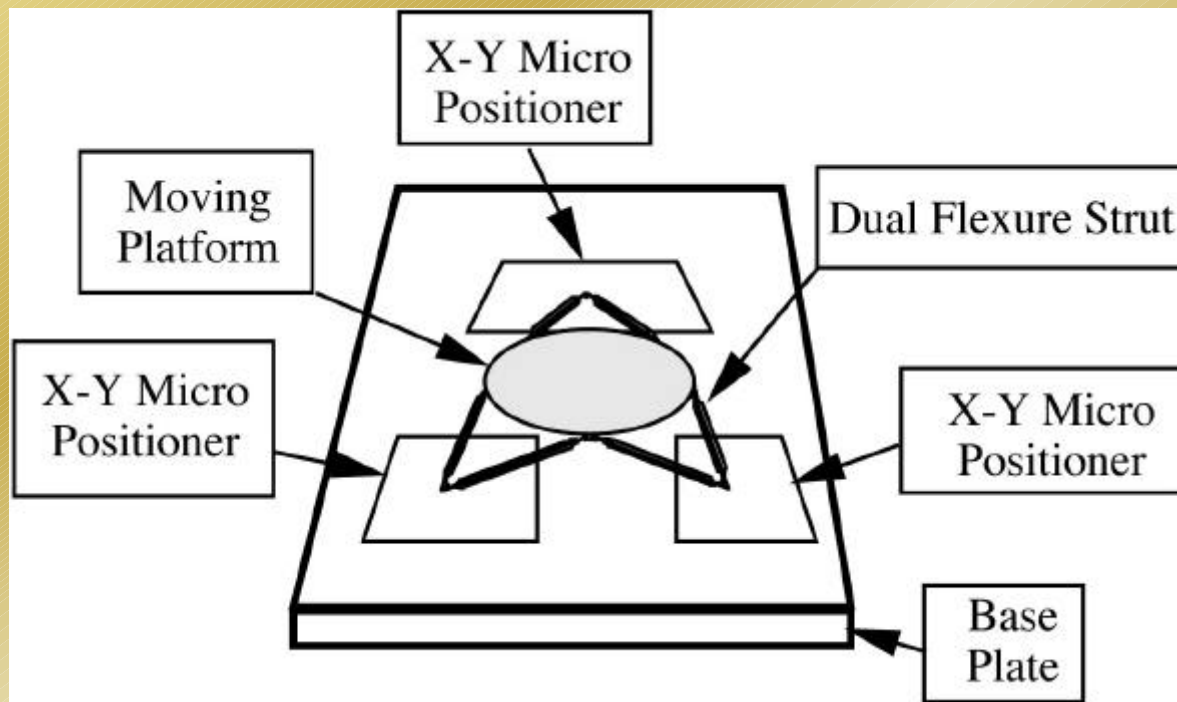 X-Y Micro
Positioner
Moving
Platform
Dual Flexure Strut
X-Y Micro
Positioner
X-Y Micro
Positioner
Base
Plate